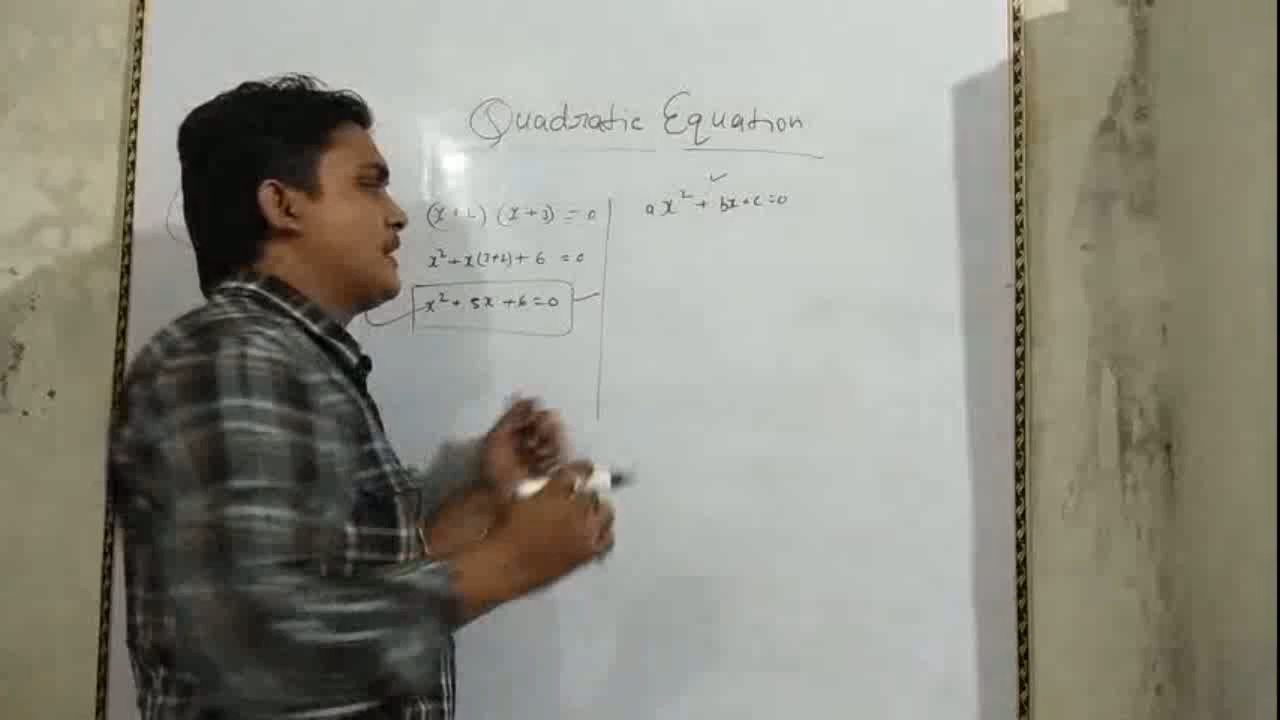 Quadratic Equation
(x+2) (x+3) = 0
x² + x(3+2) + 6 = 0
x² + 5x + 6 = 0
ax² + bx + c = 0